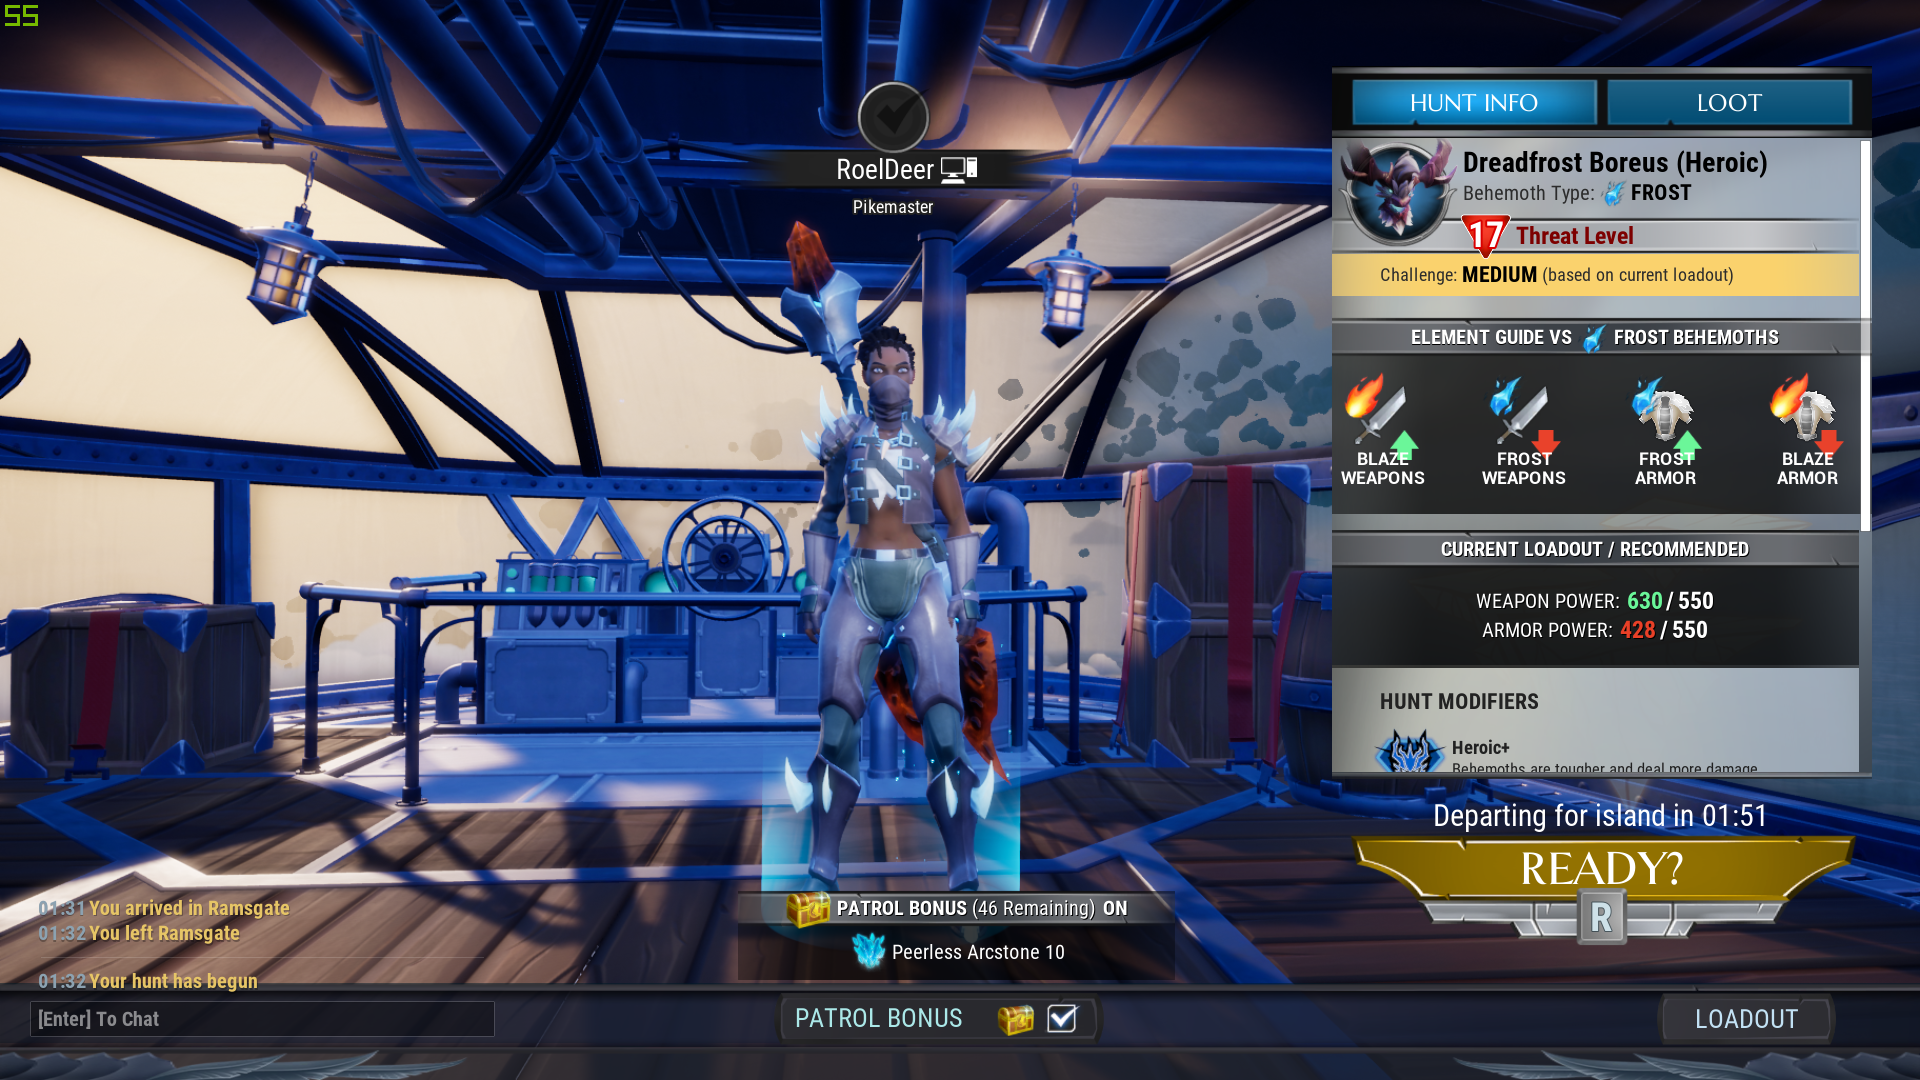 55
RoelDeer
Pikemaster
HUNT INFO
LOOT
Dreadfrost Boreus (Heroic)
Behemoth Type: FROST
17 Threat Level
Challenge: MEDIUM (based on current loadout)
ELEMENT GUIDE VS FROST BEHEMOTHS
BLAZE WEAPONS
FROST WEAPONS
FROST ARMOR
BLAZE ARMOR
CURRENT LOADOUT / RECOMMENDED
WEAPON POWER: 630 / 550
ARMOR POWER: 428 / 550
HUNT MODIFIERS
Heroic+
Behemoths are tougher and deal more damage
Departing for island in 01:51
READY?
R
01:31 You arrived in Ramsgate
01:32 You left Ramsgate
01:32 Your hunt has begun
[Enter] To Chat
PATROL BONUS (46 Remaining) ON
Peerless Arcstone 10
PATROL BONUS
LOADOUT